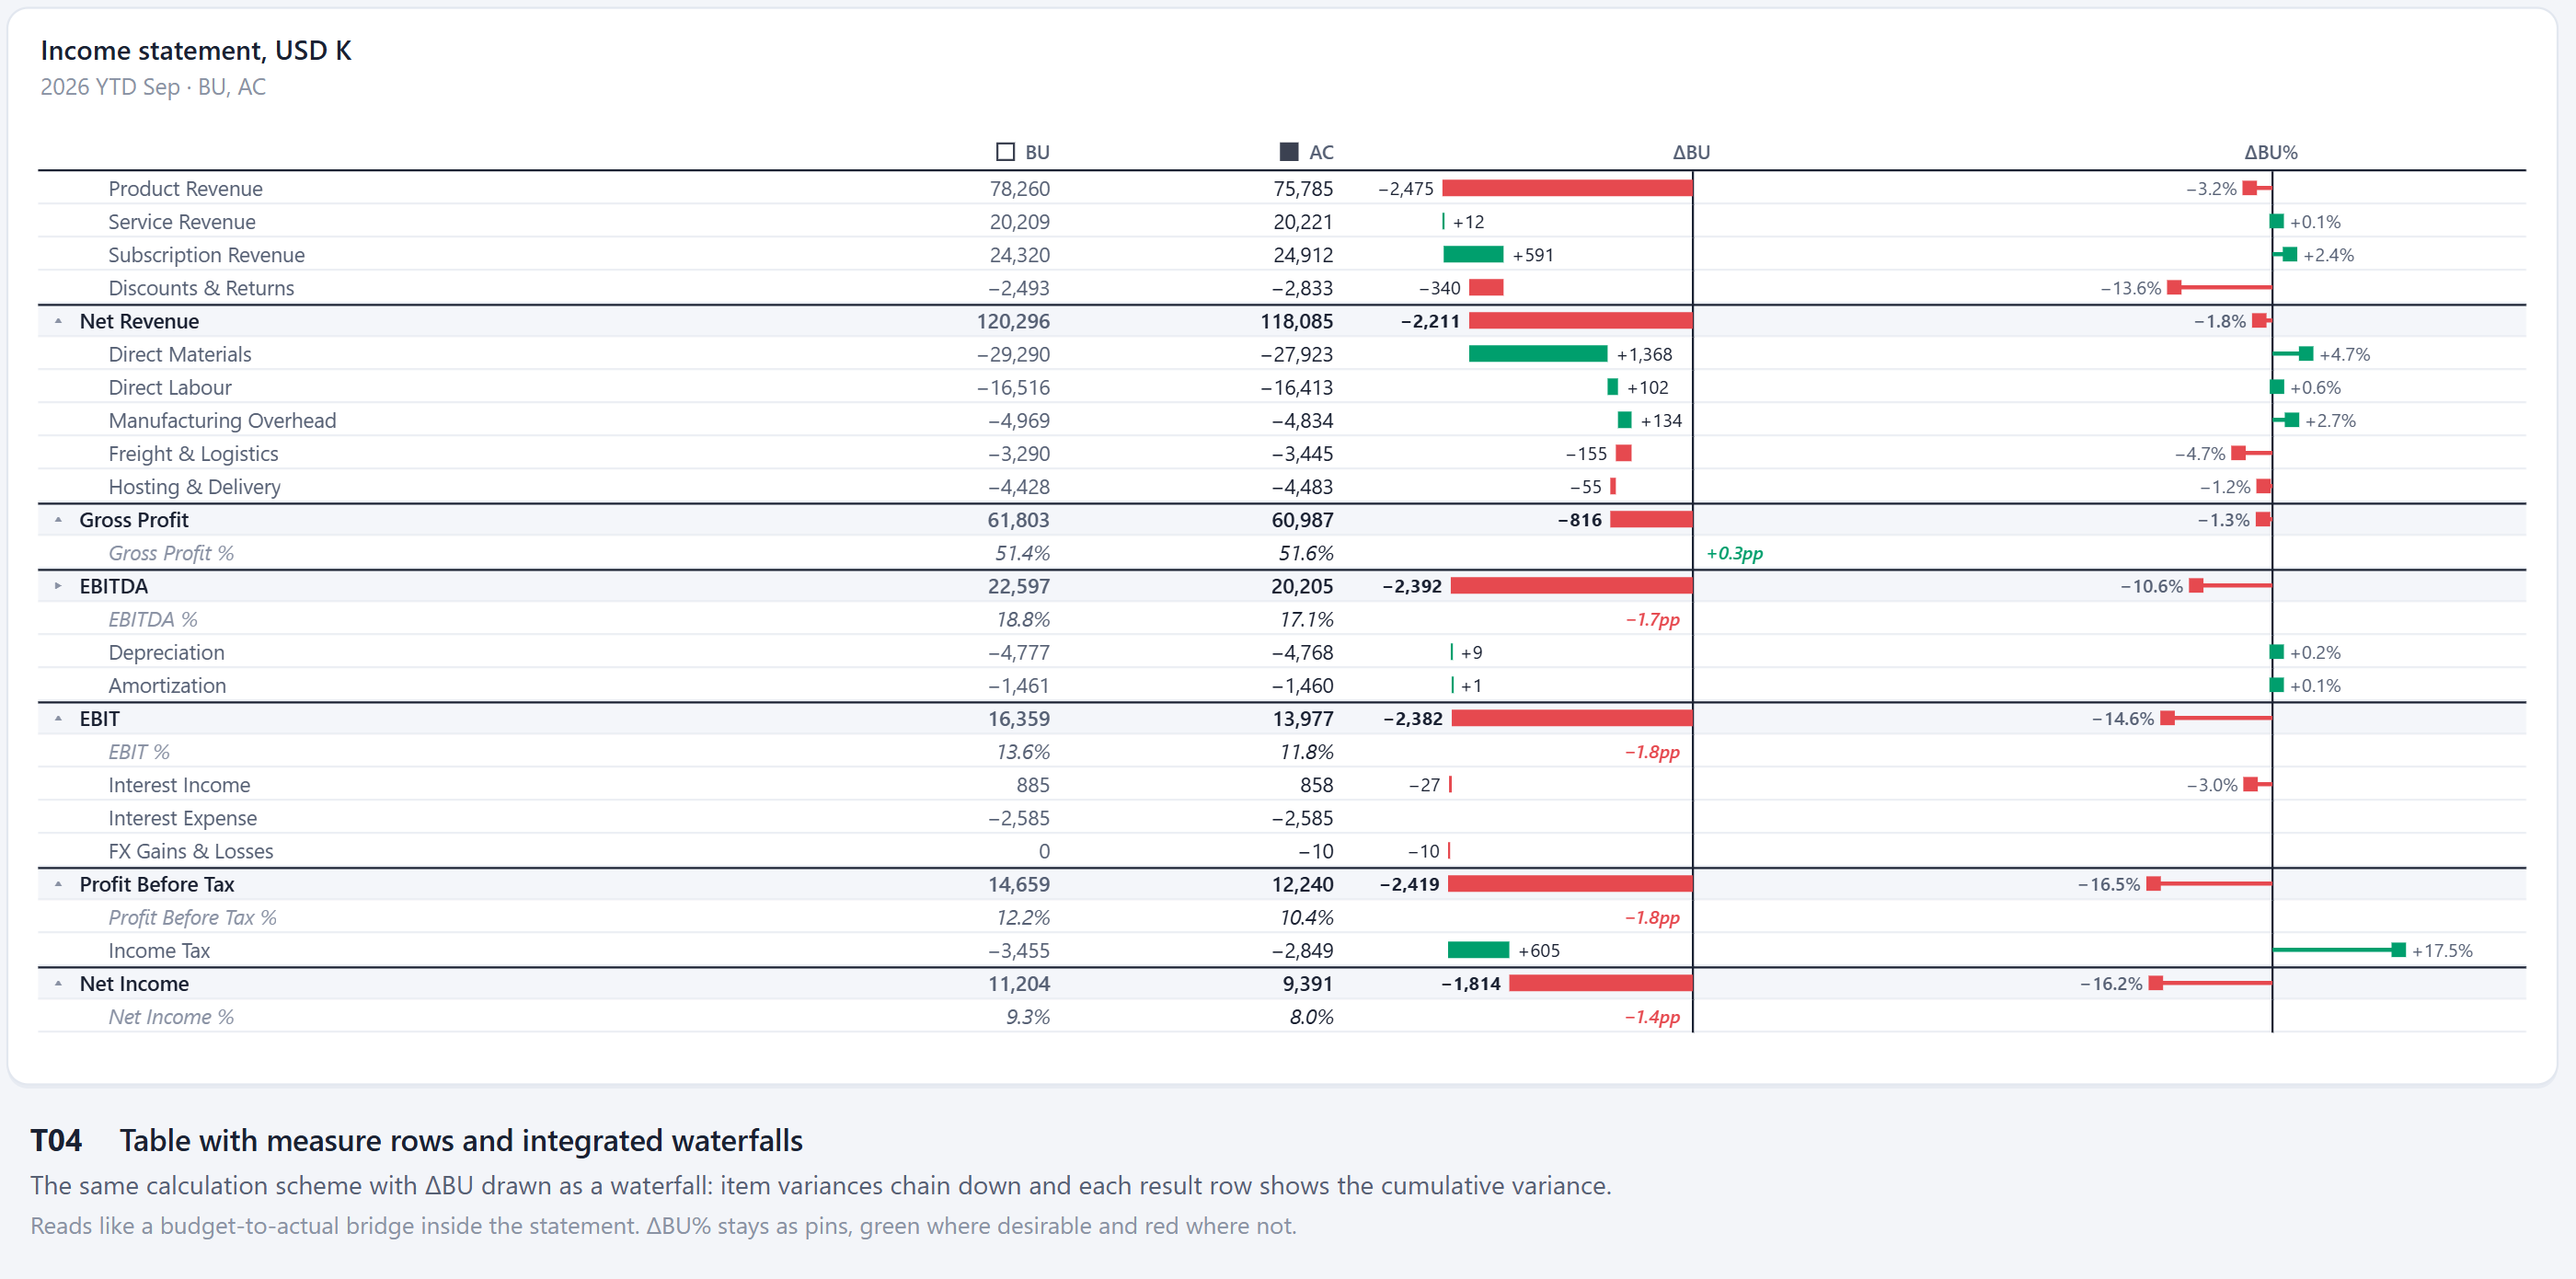 Income statement, USD K
2026 YTD Sep · BU, AC
BU AC ΔBU ΔBU%
Product Revenue 78,260 75,785 −2,475 −3.2%
Service Revenue 20,209 20,221 +12 +0.1%
Subscription Revenue 24,320 24,912 +591 +2.4%
Discounts & Returns −2,493 −2,833 −340 −13.6%
Net Revenue 120,296 118,085 −2,211 −1.8%
Direct Materials −29,290 −27,923 +1,368 +4.7%
Direct Labour −16,516 −16,413 +102 +0.6%
Manufacturing Overhead −4,969 −4,834 +134 +2.7%
Freight & Logistics −3,290 −3,445 −155 −4.7%
Hosting & Delivery −4,428 −4,483 −55 −1.2%
Gross Profit 61,803 60,987 −816 −1.3%
Gross Profit % 51.4% 51.6% +0.3pp
EBITDA 22,597 20,205 −2,392 −10.6%
EBITDA % 18.8% 17.1% −1.7pp
Depreciation −4,777 −4,768 +9 +0.2%
Amortization −1,461 −1,460 +1 +0.1%
EBIT 16,359 13,977 −2,382 −14.6%
EBIT % 13.6% 11.8% −1.8pp
Interest Income 885 858 −27 −3.0%
Interest Expense −2,585 −2,585
FX Gains & Losses 0 −10 −10
Profit Before Tax 14,659 12,240 −2,419 −16.5%
Profit Before Tax % 12.2% 10.4% −1.8pp
Income Tax −3,455 −2,849 +605 +17.5%
Net Income 11,204 9,391 −1,814 −16.2%
Net Income % 9.3% 8.0% −1.4pp
T04 Table with measure rows and integrated waterfalls
The same calculation scheme with ΔBU drawn as a waterfall: item variances chain down and each result row shows the cumulative variance.
Reads like a budget-to-actual bridge inside the statement. ΔBU% stays as pins, green where desirable and red where not.